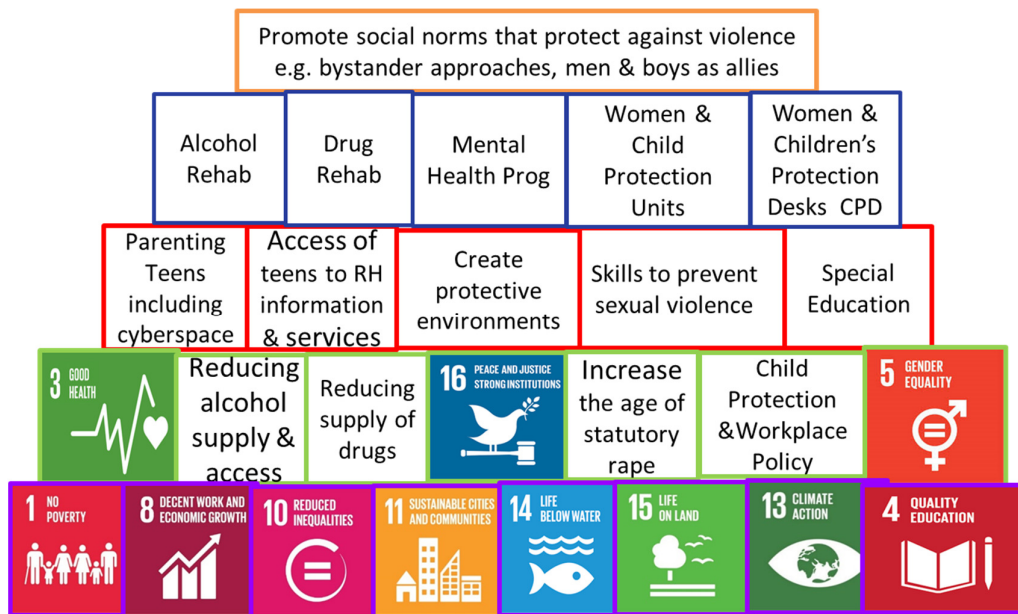 Promote social norms that protect against violence
e.g. bystander approaches, men & boys as allies
Alcohol
Rehab
Drug
Rehab
Mental
Health Prog
Women &
Child
Protection
Units
Women &
Children's
Protection
Desks CPD
Parenting
Teens
including
cyberspace
Access of
teens to RH
information
& services
Create
protective
environments
Skills to prevent
sexual violence
Special
Education
3 GOOD
HEALTH
Reducing
alcohol
supply &
access
Reducing
supply of
drugs
16 PEACE AND JUSTICE
STRONG INSTITUTIONS
Increase
the age of
statutory
rape
Child
Protection
&Workplace
Policy
5 GENDER
EQUALITY
1 NO
POVERTY
8 DECENT WORK AND
ECONOMIC GROWTH
10 REDUCED
INEQUALITIES
11 SUSTAINABLE CITIES
AND COMMUNITIES
14 LIFE
BELOW WATER
15 LIFE
ON LAND
13 CLIMATE
ACTION
4 QUALITY
EDUCATION